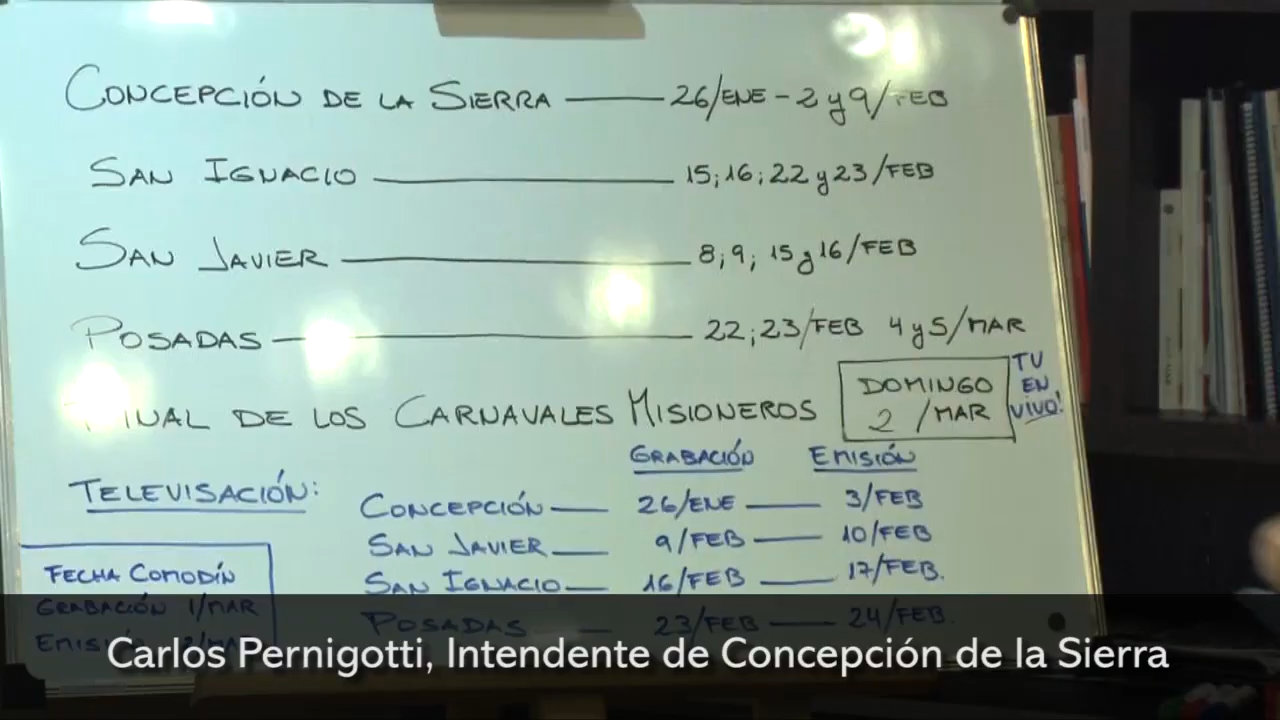 CONCEPCIÓN DE LA SIERRA — 26/ENE - 2 y 9/FEB
SAN IGNACIO — 15; 16; 22 y 23/FEB
SAN JAVIER — 8; 9; 15 y 16/FEB
POSADAS — 22; 23/FEB 4 y 5/MAR
FINAL DE LOS CARNAVALES MISIONEROS DOMINGO 2/MAR TV EN VIVO!
GRABACIÓN EMISIÓN
TELEVISACIÓN:
CONCEPCIÓN — 26/ENE — 3/FEB
SAN JAVIER — 9/FEB — 10/FEB
SAN IGNACIO — 16/FEB — 17/FEB.
POSADAS — 23/FEB — 24/FEB.
FECHA COMODÍN
GRABACIÓN 1/MAR
Carlos Pernigotti, Intendente de Concepción de la Sierra